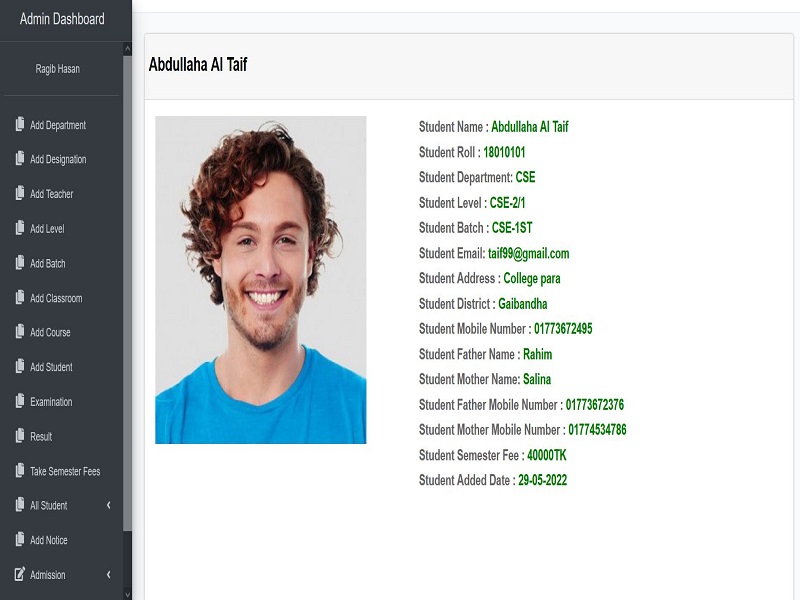 Admin Dashboard
Ragib Hasan
Add Department
Add Designation
Add Teacher
Add Level
Add Batch
Add Classroom
Add Course
Add Student
Examination
Result
Take Semester Fees
All Student
Add Notice
Admission
Abdullaha Al Taif
Student Name : Abdullaha Al Taif
Student Roll : 18010101
Student Department: CSE
Student Level : CSE-2/1
Student Batch : CSE-1ST
Student Email: taif99@gmail.com
Student Address : College para
Student District : Gaibandha
Student Mobile Number : 01773672495
Student Father Name : Rahim
Student Mother Name: Salina
Student Father Mobile Number : 01773672376
Student Mother Mobile Number : 01774534786
Student Semester Fee : 40000TK
Student Added Date : 29-05-2022